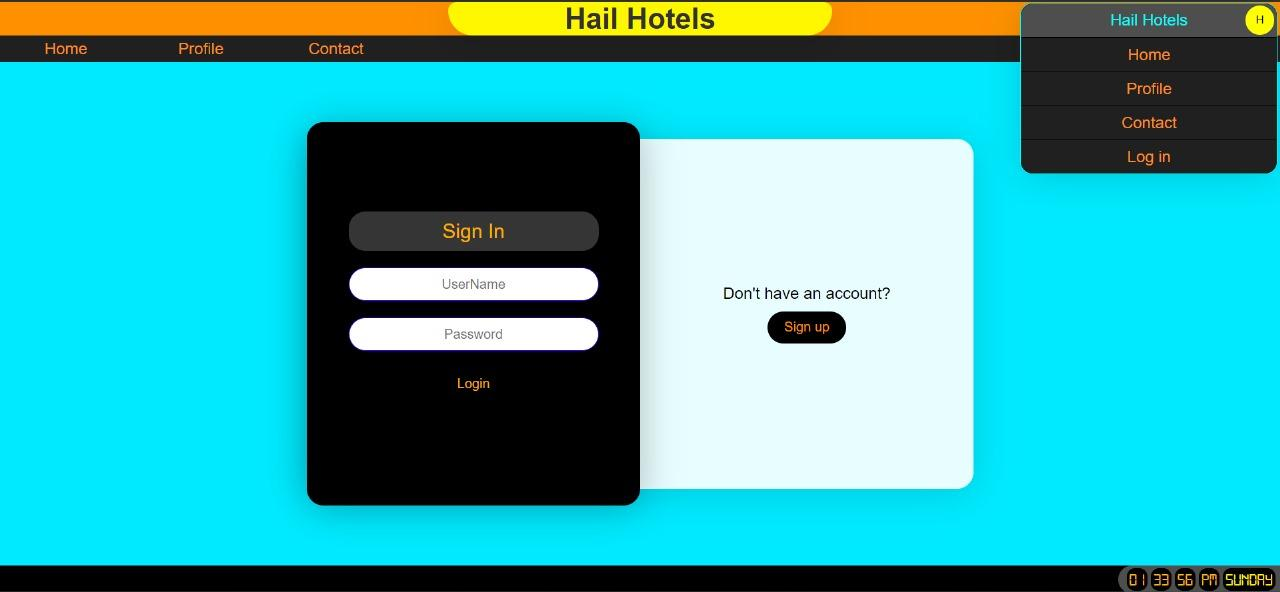 Hail Hotels
Home Profile Contact
Hail Hotels H
Home
Profile
Contact
Log in
Sign In
UserName
Password
Login
Don't have an account?
Sign up
01 33 56 PM SUNDAY